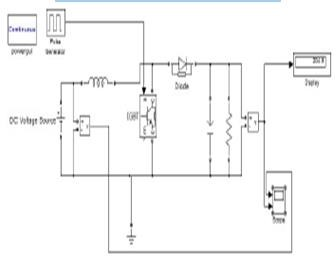 Continuous
powergui
Pulse
Generator
Display
Diode
IGBT
DC Voltage Source
Scope